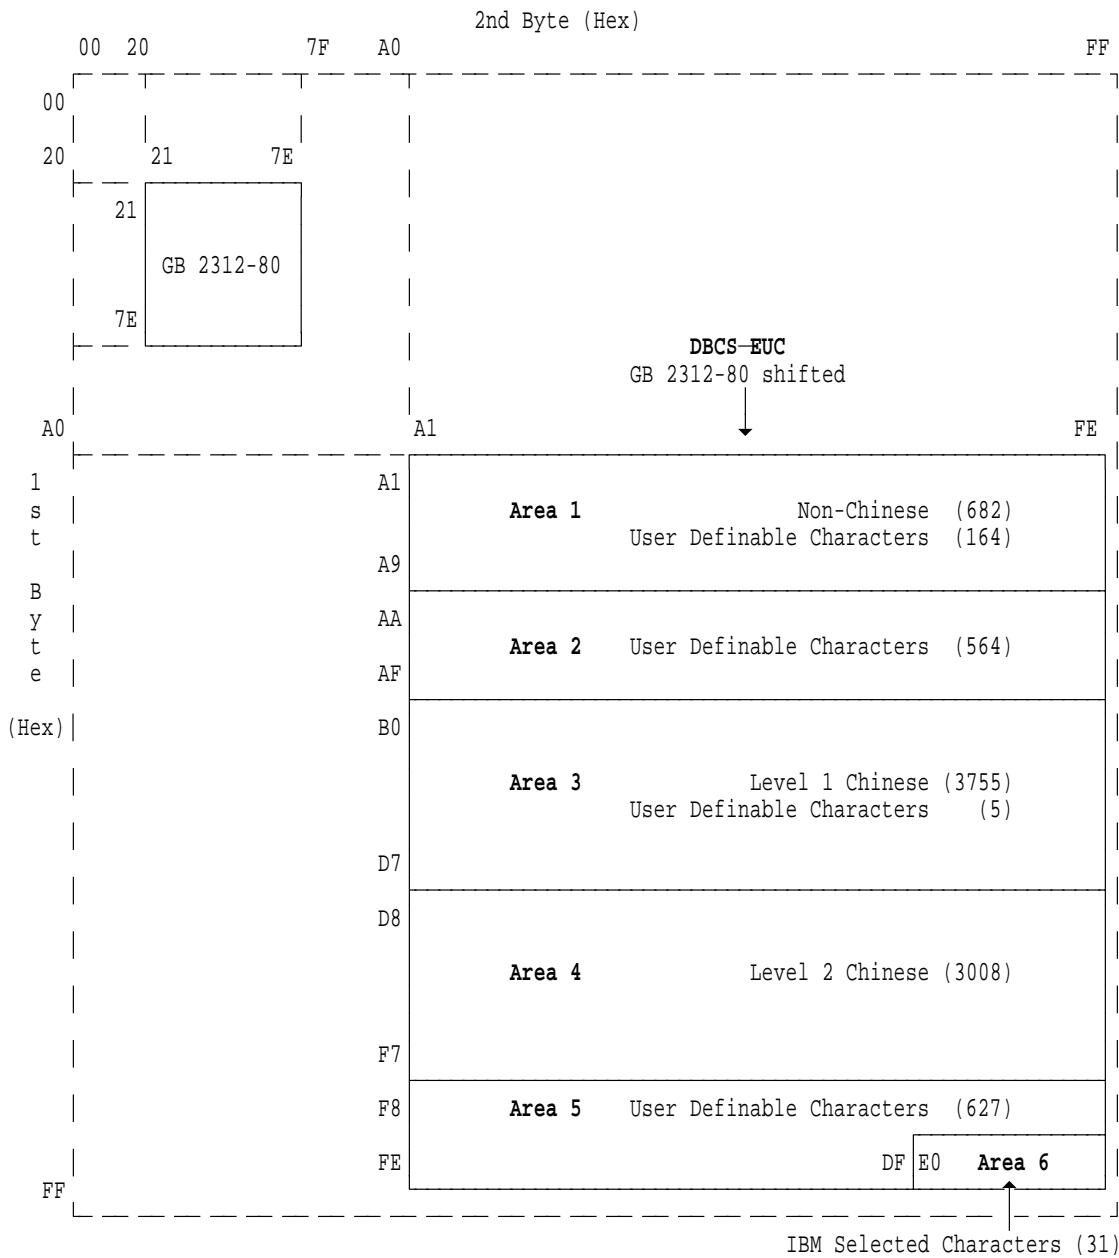 2nd Byte (Hex)
00 20 7F A0 FF
00
20 21 7E
21
GB 2312-80
7E
DBCS-EUC
GB 2312-80 shifted
A0 A1 FE
1 A1
s Area 1 Non-Chinese (682)
t User Definable Characters (164)
A9
B
y AA
t Area 2 User Definable Characters (564)
e AF
(Hex) B0
Area 3 Level 1 Chinese (3755)
User Definable Characters (5)
D7
D8
Area 4 Level 2 Chinese (3008)
F7
F8 Area 5 User Definable Characters (627)
FE DF E0 Area 6
FF
IBM Selected Characters (31)